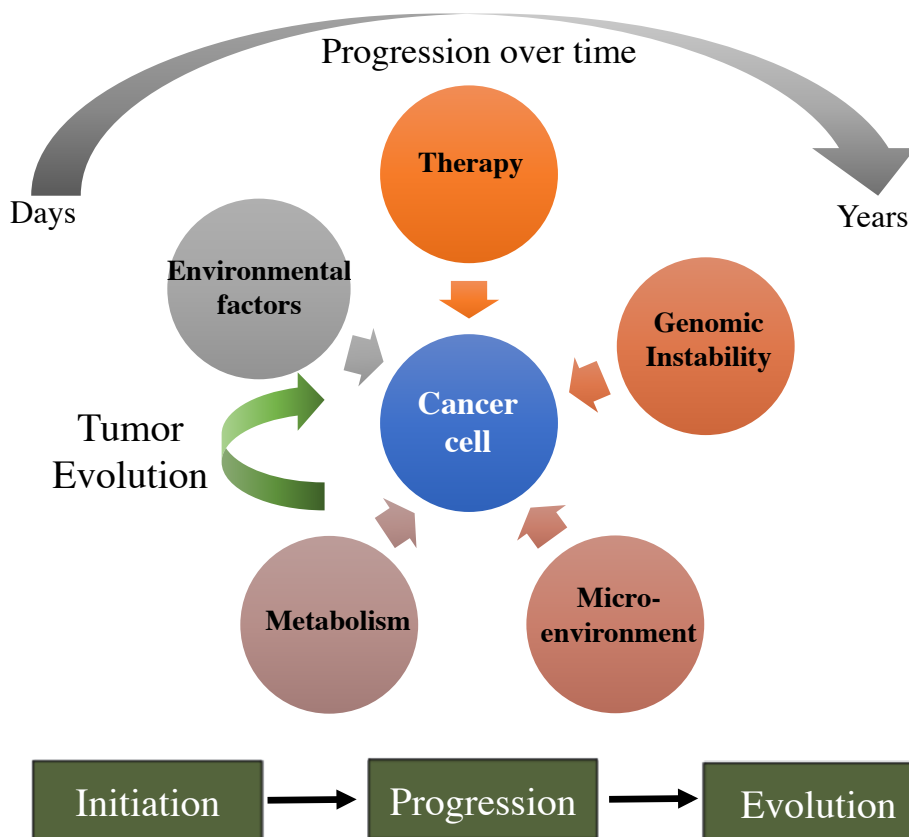 Progression over time
Days
Years
Therapy
Environmental
factors
Genomic
Instability
Cancer
cell
Tumor
Evolution
Metabolism
Micro-
environment
Initiation
Progression
Evolution